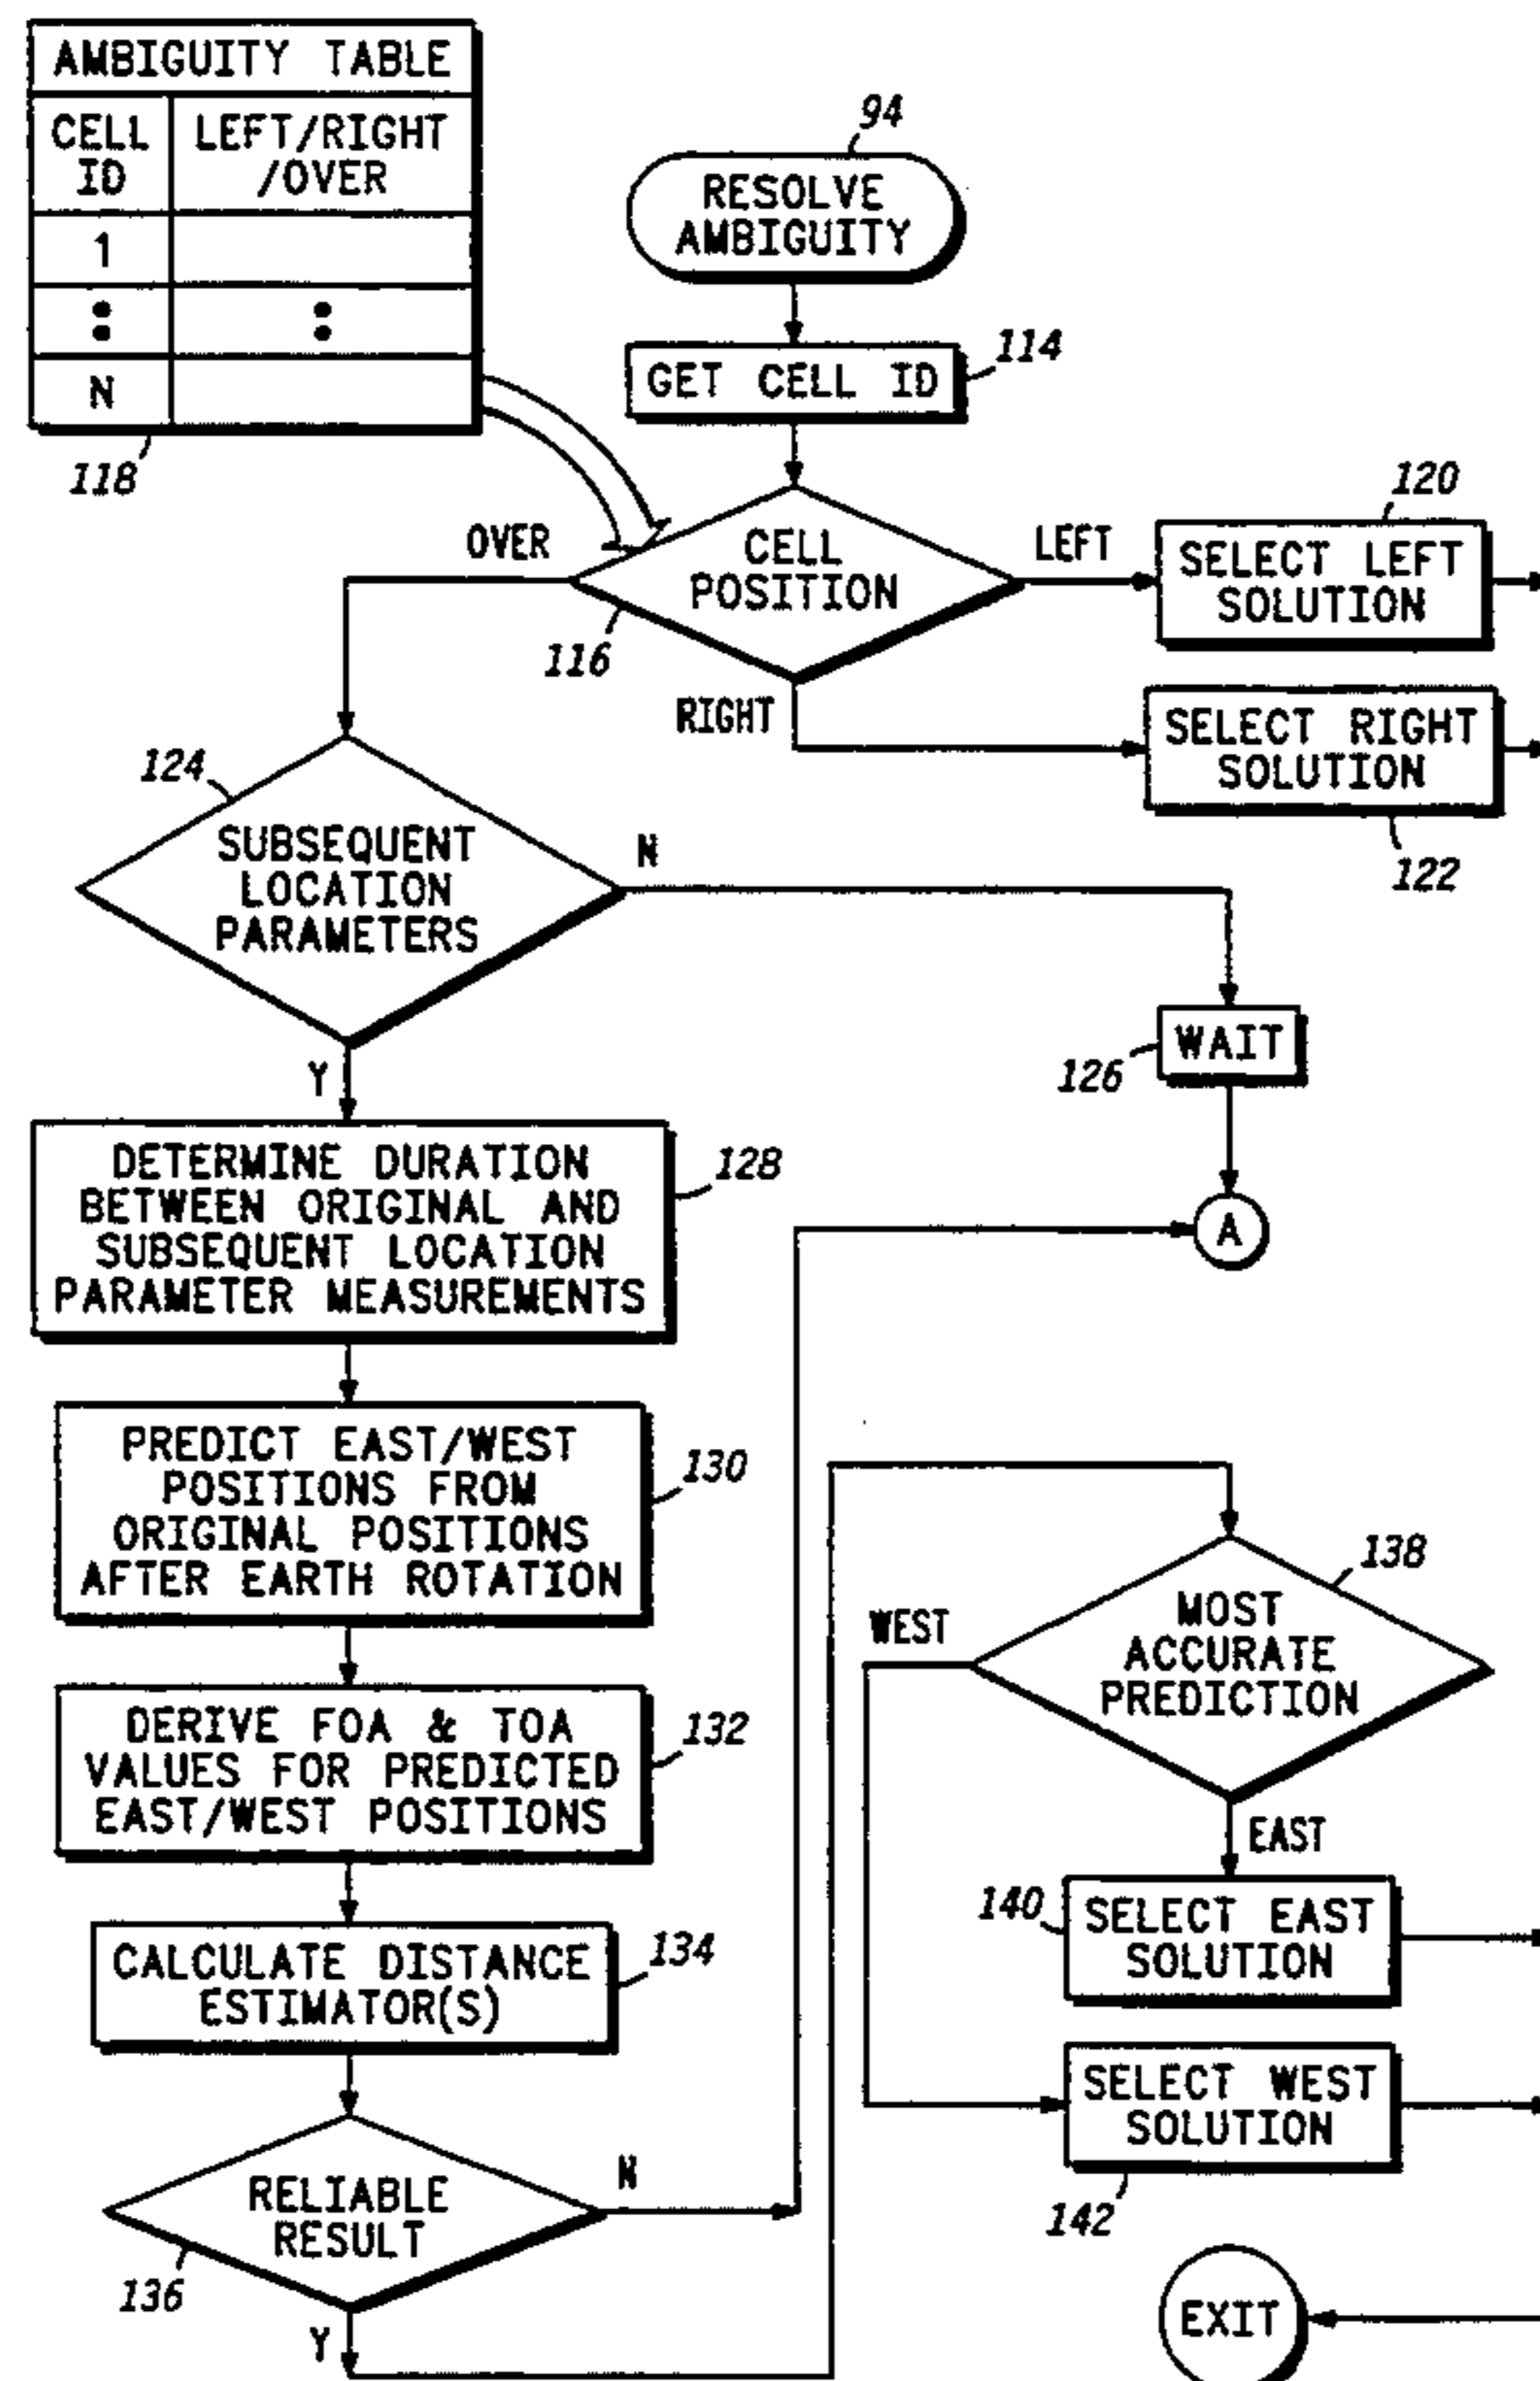 AMBIGUITY TABLE
CELL
ID
LEFT/RIGHT
/OVER
1
N
118
94
RESOLVE
AMBIGUITY
GET CELL ID
114
CELL
POSITION
116
OVER
LEFT
RIGHT
120
SELECT LEFT
SOLUTION
SELECT RIGHT
SOLUTION
122
124
SUBSEQUENT
LOCATION
PARAMETERS
N
Y
WAIT
126
A
DETERMINE DURATION
BETWEEN ORIGINAL AND
SUBSEQUENT LOCATION
PARAMETER MEASUREMENTS
128
PREDICT EAST/WEST
POSITIONS FROM
ORIGINAL POSITIONS
AFTER EARTH ROTATION
130
DERIVE FOA & TOA
VALUES FOR PREDICTED
EAST/WEST POSITIONS
132
CALCULATE DISTANCE
ESTIMATOR(S)
134
RELIABLE
RESULT
136
N
Y
138
MOST
ACCURATE
PREDICTION
WEST
EAST
140
SELECT EAST
SOLUTION
SELECT WEST
SOLUTION
142
EXIT